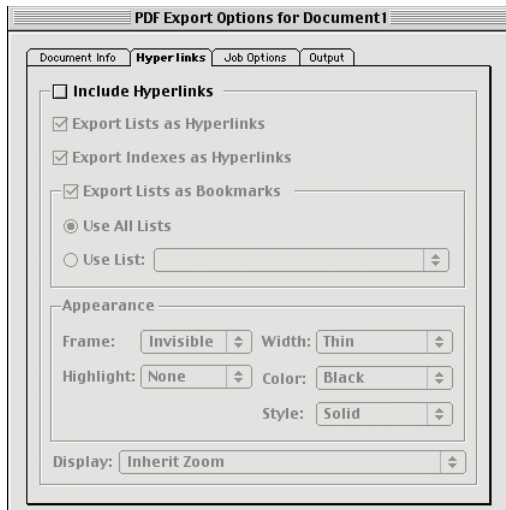 PDF Export Options for Document1
Document Info Hyperlinks Job Options Output
Include Hyperlinks
Export Lists as Hyperlinks
Export Indexes as Hyperlinks
Export Lists as Bookmarks
Use All Lists
Use List:
Appearance
Frame: Invisible Width: Thin
Highlight: None Color: Black
Style: Solid
Display: Inherit Zoom